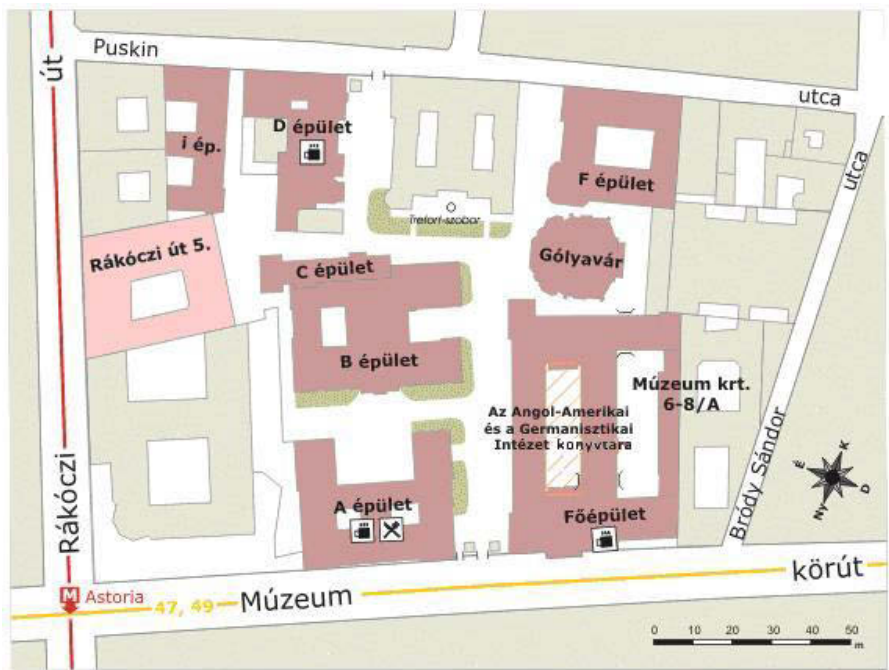 Puskin
utca
út
i ép.
D épület
F épület
utca
Trefort-szobor
Rákóczi út 5.
C épület
Gólyavár
B épület
Múzeum krt.
6-8/A
Az Angol-Amerikai
és a Germanisztikai
Intézet könyvtára
A épület
Főépület
Bródy Sándor
É
K
Ny
D
Rákóczi
M Astoria
47, 49
Múzeum
körút
0 10 20 30 40 50
m